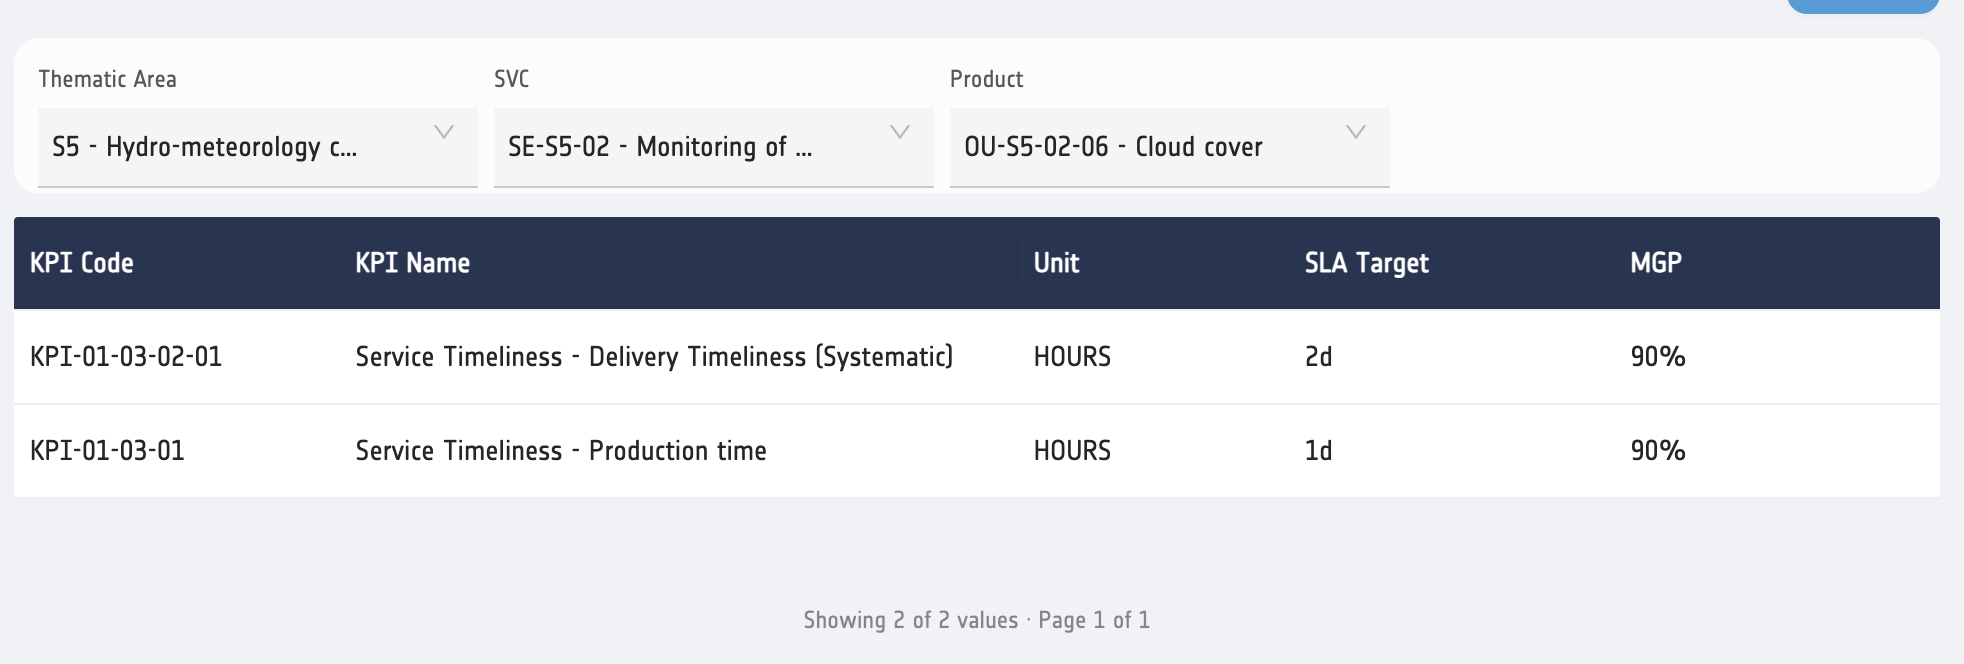 Thematic Area SVC Product
S5 - Hydro-meteorology c... SE-S5-02 - Monitoring of ... OU-S5-02-06 - Cloud cover
KPI Code KPI Name Unit SLA Target MGP
KPI-01-03-02-01 Service Timeliness - Delivery Timeliness (Systematic) HOURS 2d 90%
KPI-01-03-01 Service Timeliness - Production time HOURS 1d 90%
Showing 2 of 2 values · Page 1 of 1